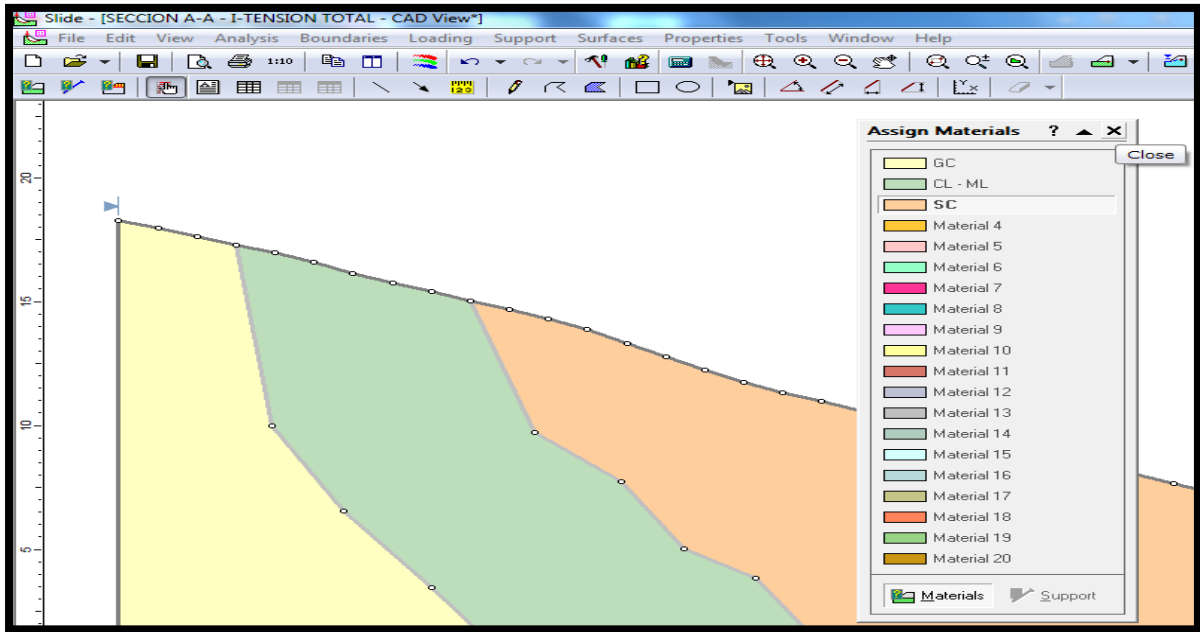 Slide - [SECCION A-A - I-TENSION TOTAL - CAD View*]
File Edit View Analysis Boundaries Loading Support Surfaces Properties Tools Window Help
1:10
Assign Materials ?
Close
GC
CL - ML
SC
Material 4
Material 5
Material 6
Material 7
Material 8
Material 9
Material 10
Material 11
Material 12
Material 13
Material 14
Material 15
Material 16
Material 17
Material 18
Material 19
Material 20
Materials Support
20
15
10
5